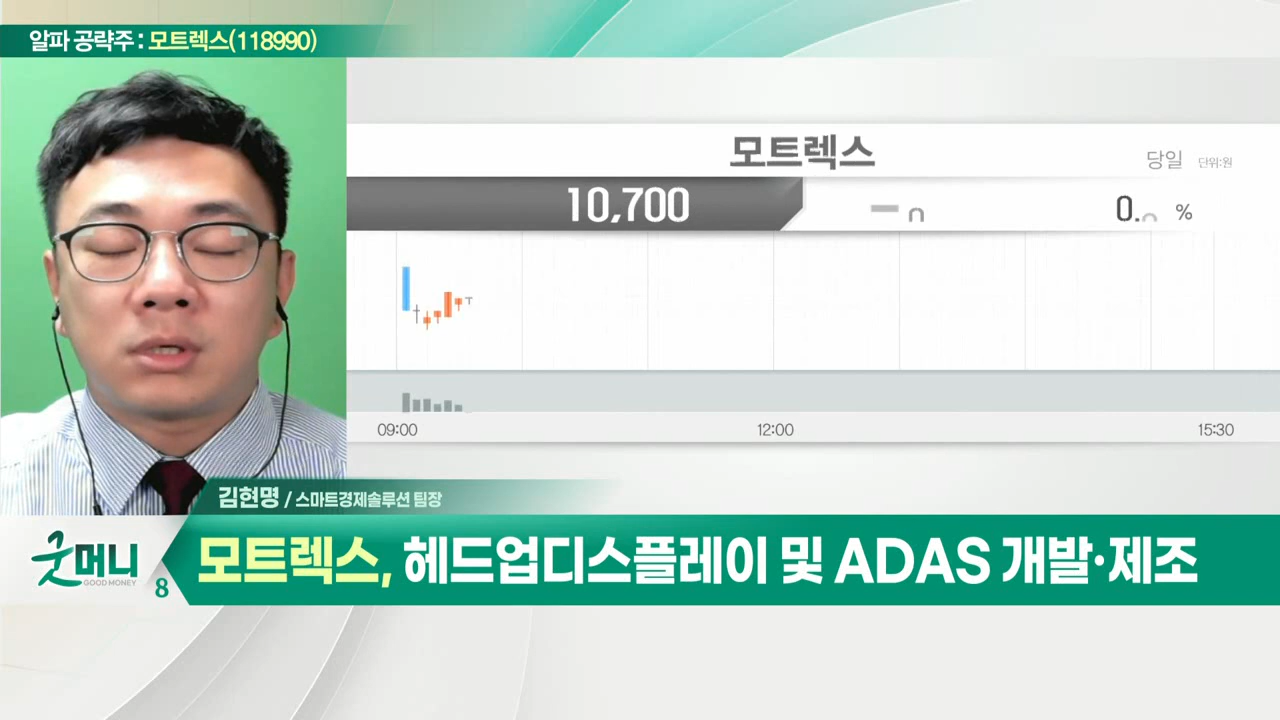 알파 공략주 : 모트렉스(118990)
모트렉스
당일 단위:원
10,700
%
09:00 12:00 15:30
김현명 / 스마트경제솔루션 팀장
굿머니
GOOD MONEY
8
모트렉스, 헤드업디스플레이 및 ADAS 개발·제조